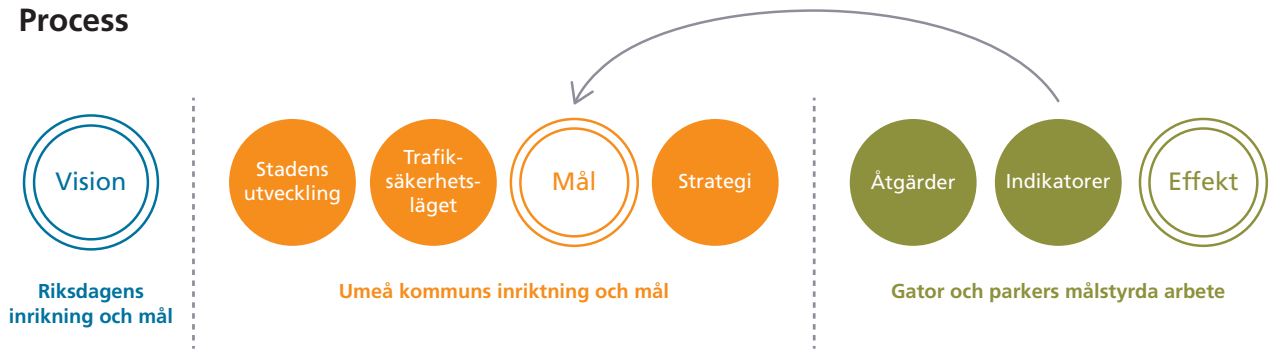 Process
Vision
Stadens
utveckling
Trafik-
säkerhets-
läget
Mål
Strategi
Åtgärder
Indikatorer
Effekt
Riksdagens
inrikning och mål
Umeå kommuns inriktning och mål
Gator och parkers målstyrda arbete